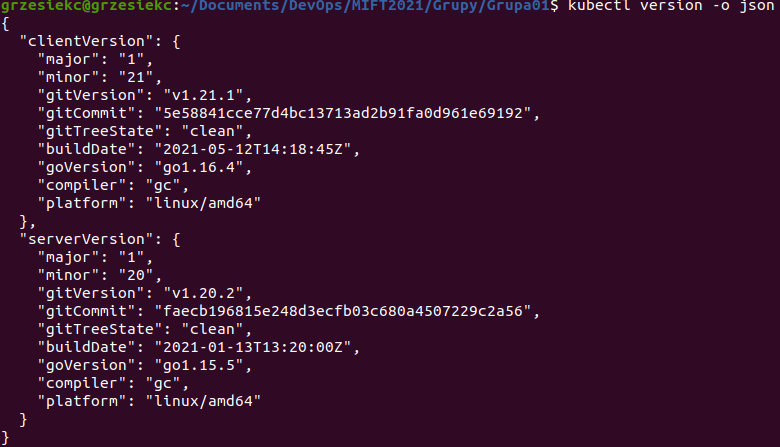 grzesiekc@grzesiekc:~/Documents/DevOps/MIFT2021/Grupy/Grupa01$ kubectl version -o json
{
  "clientVersion": {
    "major": "1",
    "minor": "21",
    "gitVersion": "v1.21.1",
    "gitCommit": "5e58841cce77d4bc13713ad2b91fa0d961e69192",
    "gitTreeState": "clean",
    "buildDate": "2021-05-12T14:18:45Z",
    "goVersion": "go1.16.4",
    "compiler": "gc",
    "platform": "linux/amd64"
  },
  "serverVersion": {
    "major": "1",
    "minor": "20",
    "gitVersion": "v1.20.2",
    "gitCommit": "faecb196815e248d3ecfb03c680a4507229c2a56",
    "gitTreeState": "clean",
    "buildDate": "2021-01-13T13:20:00Z",
    "goVersion": "go1.15.5",
    "compiler": "gc",
    "platform": "linux/amd64"
  }
}